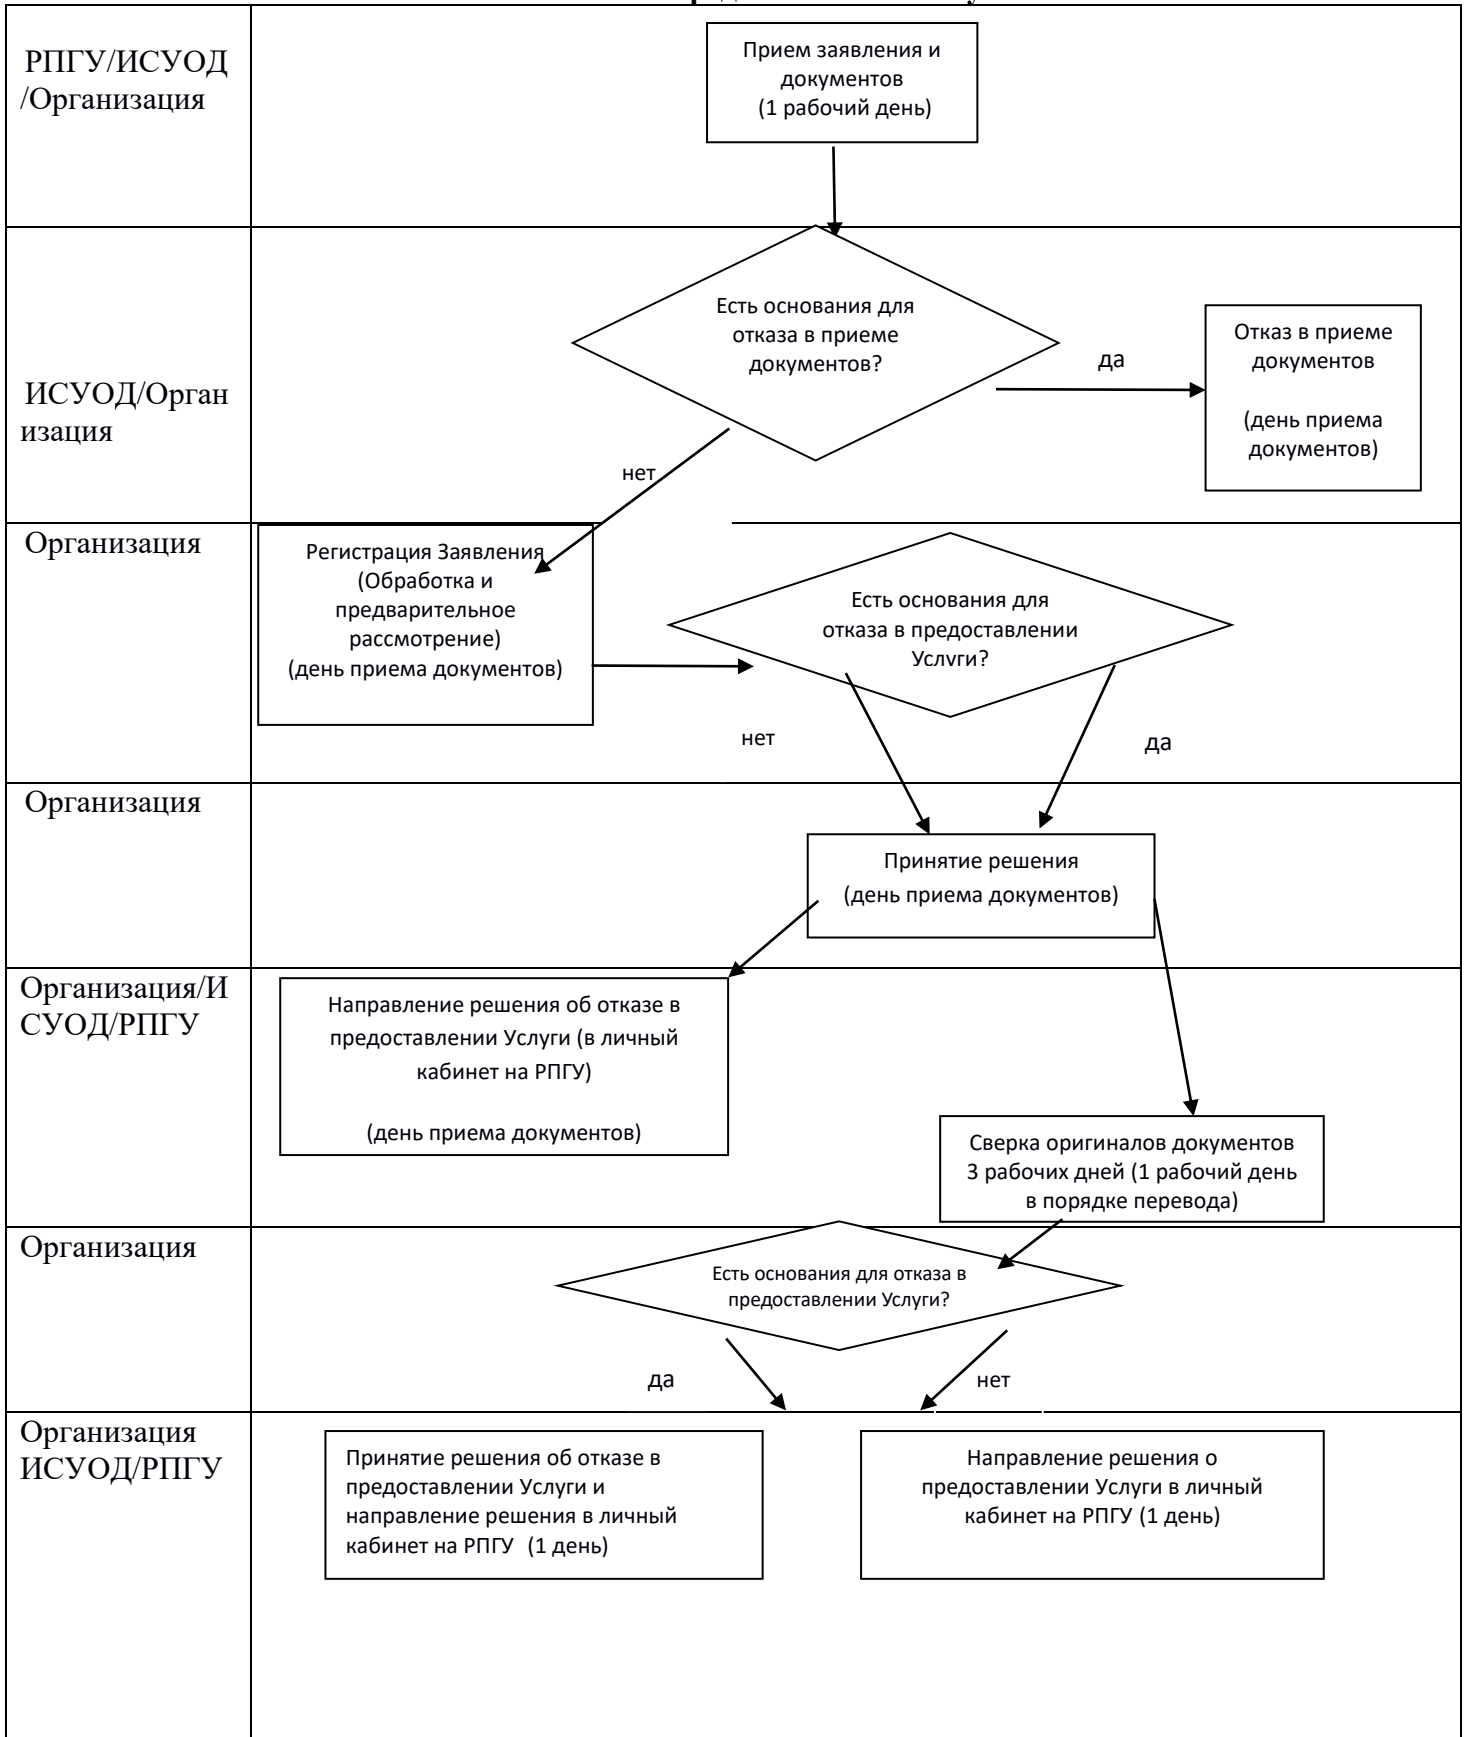 РПГУ/ИСУОД
/Организация
Прием заявления и
документов
(1 рабочий день)
ИСУОД/Орган
изация
Есть основания для
отказа в приеме
документов?
да
Отказ в приеме
документов
(день приема
документов)
нет
Организация
Регистрация Заявления
(Обработка и
предварительное
рассмотрение)
(день приема документов)
Есть основания для
отказа в предоставлении
Услуги?
нет
да
Организация
Принятие решения
(день приема документов)
Организация/И
СУОД/РПГУ
Направление решения об отказе в
предоставлении Услуги (в личный
кабинет на РПГУ)
(день приема документов)
Сверка оригиналов документов
3 рабочих дней (1 рабочий день
в порядке перевода)
Организация
Есть основания для отказа в
предоставлении Услуги?
да
нет
Организация
ИСУОД/РПГУ
Принятие решения об отказе в
предоставлении Услуги и
направление решения в личный
кабинет на РПГУ (1 день)
Направление решения о
предоставлении Услуги в личный
кабинет на РПГУ (1 день)